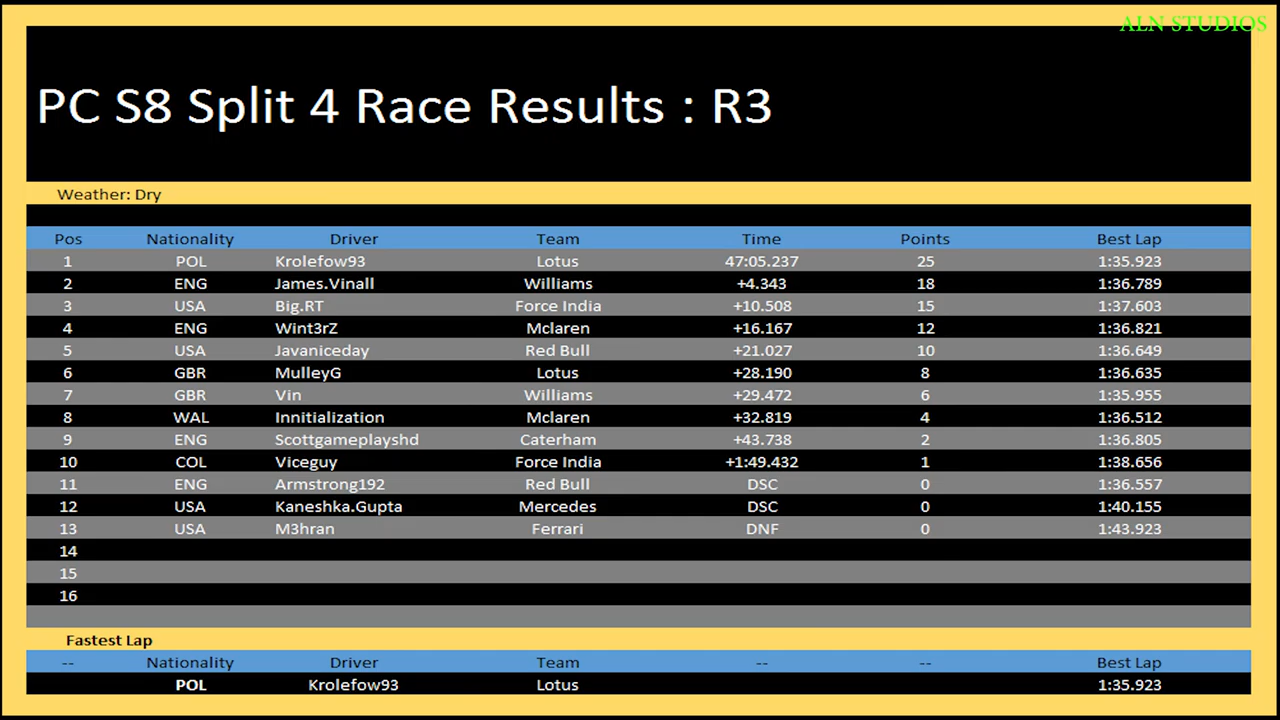 ALN STUDIOS
PC S8 Split 4 Race Results : R3
Weather: Dry
Pos Nationality Driver Team Time Points Best Lap
1 POL Krolefow93 Lotus 47:05.237 25 1:35.923
2 ENG James.Vinall Williams +4.343 18 1:36.789
3 USA Big.RT Force India +10.508 15 1:37.603
4 ENG Wint3rZ Mclaren +16.167 12 1:36.821
5 USA Javaniceday Red Bull +21.027 10 1:36.649
6 GBR MulleyG Lotus +28.190 8 1:36.635
7 GBR Vin Williams +29.472 6 1:35.955
8 WAL Innitialization Mclaren +32.819 4 1:36.512
9 ENG Scottgameplayshd Caterham +43.738 2 1:36.805
10 COL Viceguy Force India +1:49.432 1 1:38.656
11 ENG Armstrong192 Red Bull DSC 0 1:36.557
12 USA Kaneshka.Gupta Mercedes DSC 0 1:40.155
13 USA M3hran Ferrari DNF 0 1:43.923
14
15
16
Fastest Lap
-- Nationality Driver Team -- -- Best Lap
POL Krolefow93 Lotus 1:35.923